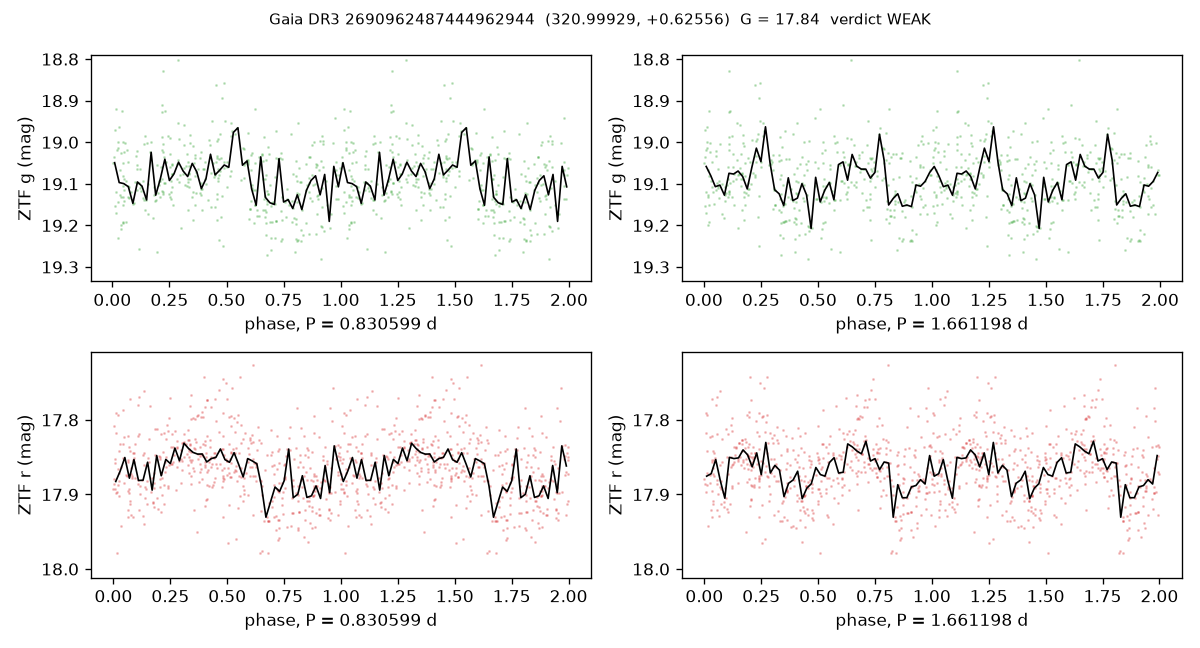 Gaia DR3 2690962487444962944  (320.99929, +0.62556)  G = 17.84  verdict WEAK
ZTF g (mag)
18.8
18.9
19.0
19.1
19.2
19.3
0.00 0.25 0.50 0.75 1.00 1.25 1.50 1.75 2.00
phase, P = 0.830599 d
ZTF g (mag)
18.8
18.9
19.0
19.1
19.2
19.3
0.00 0.25 0.50 0.75 1.00 1.25 1.50 1.75 2.00
phase, P = 1.661198 d
ZTF r (mag)
17.8
17.9
18.0
0.00 0.25 0.50 0.75 1.00 1.25 1.50 1.75 2.00
phase, P = 0.830599 d
ZTF r (mag)
17.8
17.9
18.0
0.00 0.25 0.50 0.75 1.00 1.25 1.50 1.75 2.00
phase, P = 1.661198 d